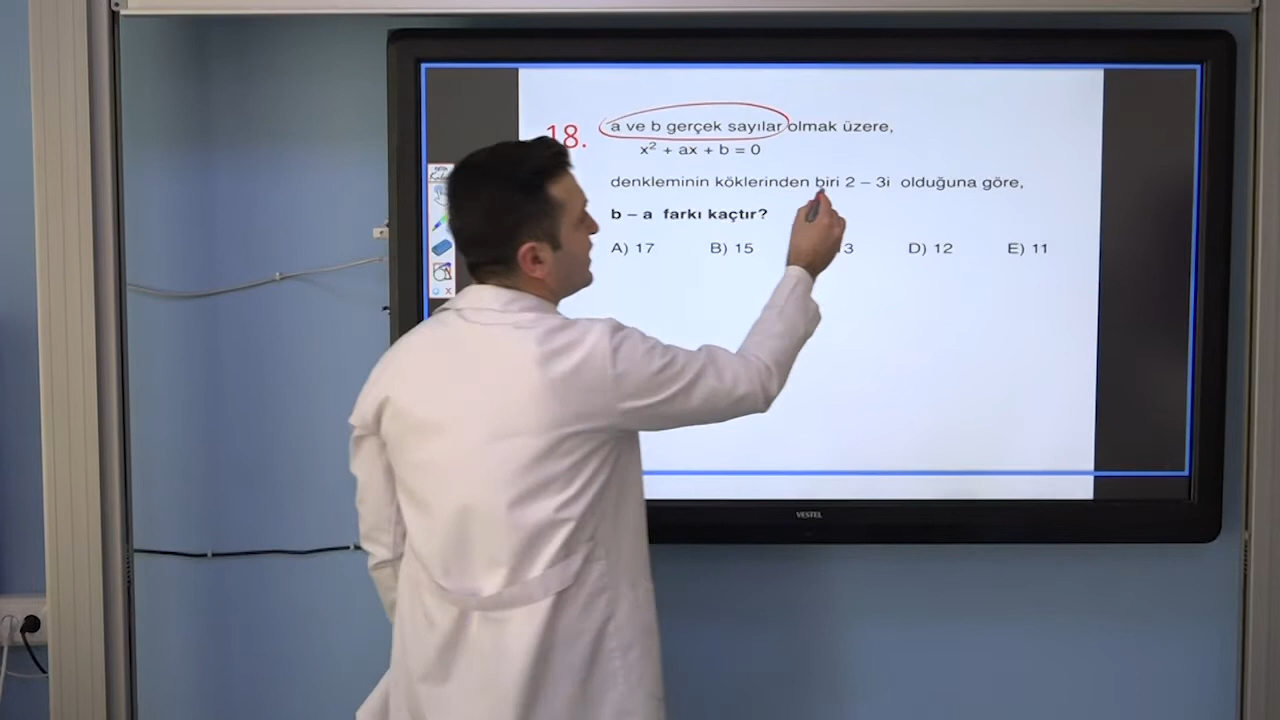 18. a ve b gerçek sayılar olmak üzere,
x² + ax + b = 0
denkleminin köklerinden biri 2 – 3i olduğuna göre,
b – a farkı kaçtır?
A) 17 B) 15 3 D) 12 E) 11
VESTEL